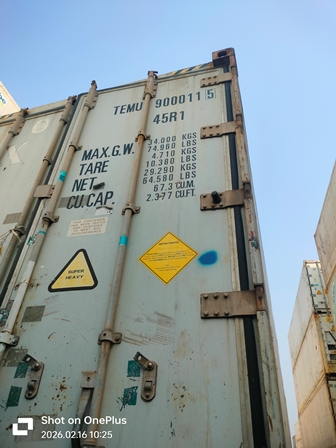 TEMU 900011 5
45R1
MAX.G.W. 34.000 KGS
74.960 LBS
TARE 4.710 KGS
10.380 LBS
NET 29.290 KGS
64.580 LBS
CU.CAP. 67.3 CU.M.
2.377 CU.FT.
SUPER
HEAVY
Shot on OnePlus
2026.02.16 10:25